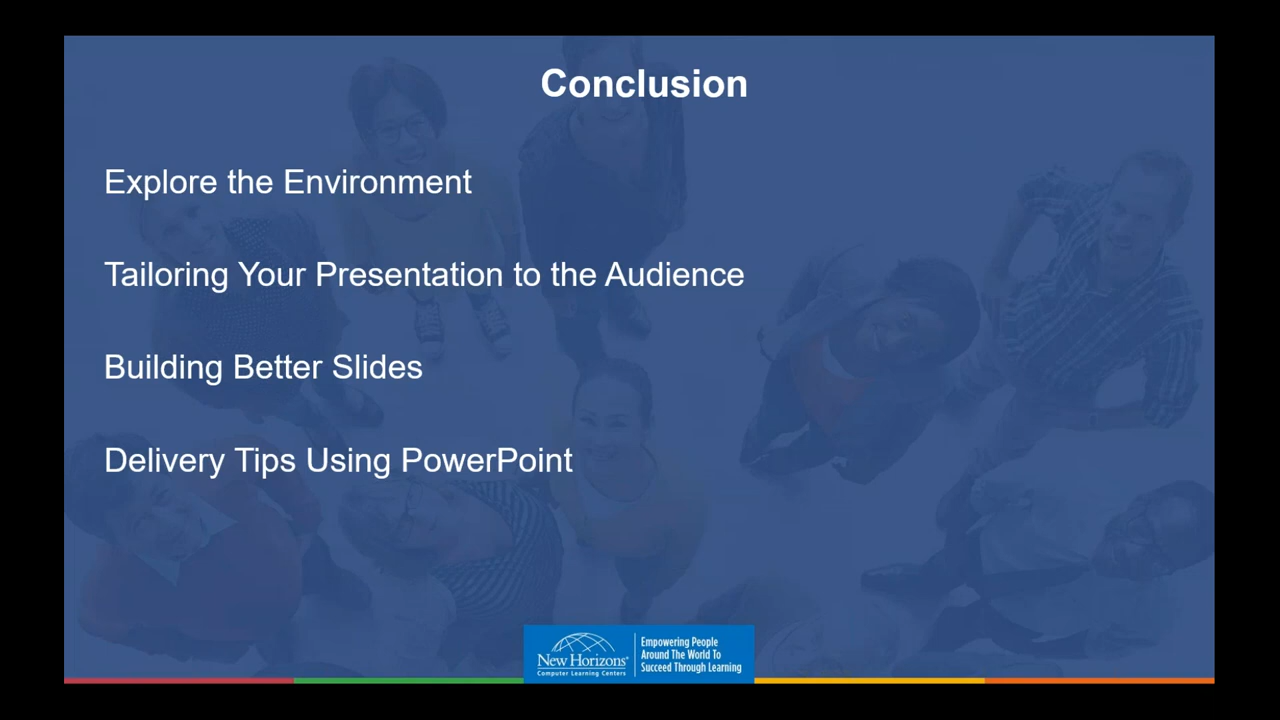 Conclusion
Explore the Environment
Tailoring Your Presentation to the Audience
Building Better Slides
Delivery Tips Using PowerPoint
New Horizons®
Computer Learning Centers
Empowering People
Around The World To
Succeed Through Learning